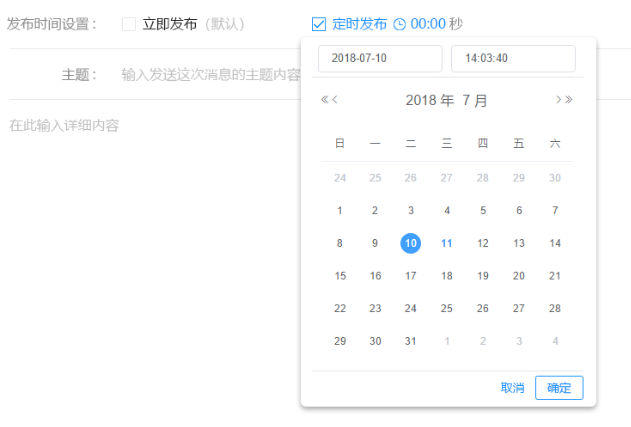 发布时间设置： 立即发布（默认） 定时发布 00:00 秒
2018-07-10 14:03:40
主题： 输入发送这次消息的主题内容
« < 2018 年 7 月 > »
在此输入详细内容
日 一 二 三 四 五 六
24 25 26 27 28 29 30
1 2 3 4 5 6 7
8 9 10 11 12 13 14
15 16 17 18 19 20 21
22 23 24 25 26 27 28
29 30 31 1 2 3 4
取消 确定